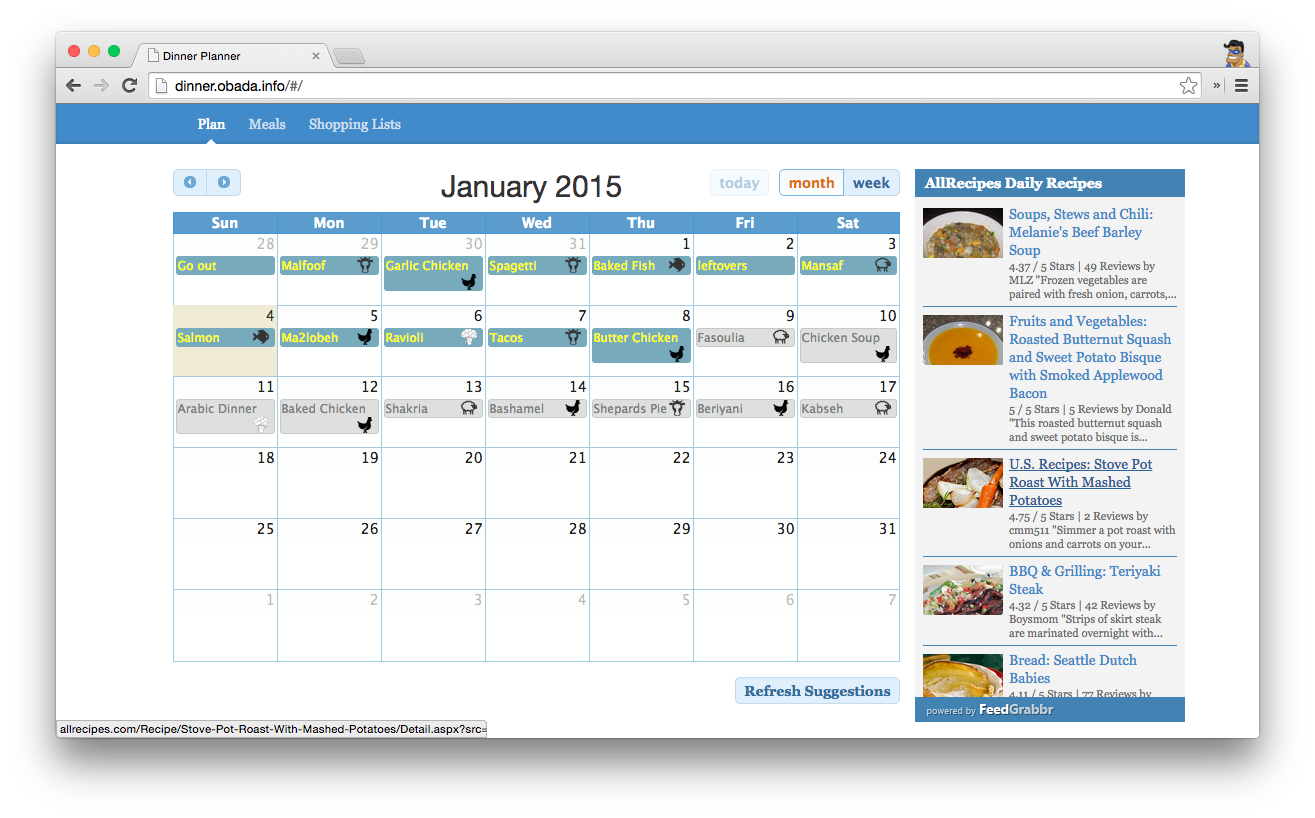 Dinner Planner
dinner.obada.info/#/
»
Plan Meals Shopping Lists
January 2015
today month week
Sun Mon Tue Wed Thu Fri Sat
28 29 30 31 1 2 3
Go out Malfoof Garlic Chicken Spagetti Baked Fish leftovers Mansaf
4 5 6 7 8 9 10
Salmon Ma2lobeh Ravioli Tacos Butter Chicken Fasoulia Chicken Soup
11 12 13 14 15 16 17
Arabic Dinner Baked Chicken Shakria Bashamel Shepards Pie Beriyani Kabseh
18 19 20 21 22 23 24
25 26 27 28 29 30 31
1 2 3 4 5 6 7
Refresh Suggestions
AllRecipes Daily Recipes
Soups, Stews and Chili:
Melanie's Beef Barley
Soup
4.37 / 5 Stars | 49 Reviews by
MLZ "Frozen vegetables are
paired with fresh onion, carrots,...
Fruits and Vegetables:
Roasted Butternut Squash
and Sweet Potato Bisque
with Smoked Applewood
Bacon
5 / 5 Stars | 5 Reviews by Donald
"This roasted butternut squash
and sweet potato bisque is...
U.S. Recipes: Stove Pot
Roast With Mashed
Potatoes
4.75 / 5 Stars | 2 Reviews by
cmm511 "Simmer a pot roast with
onions and carrots on your...
BBQ & Grilling: Teriyaki
Steak
4.32 / 5 Stars | 42 Reviews by
Boysmom "Strips of skirt steak
are marinated overnight with...
Bread: Seattle Dutch
Babies
4.11 / 5 Stars | 77 Reviews by
powered by FeedGrabbr
allrecipes.com/Recipe/Stove-Pot-Roast-With-Mashed-Potatoes/Detail.aspx?src=